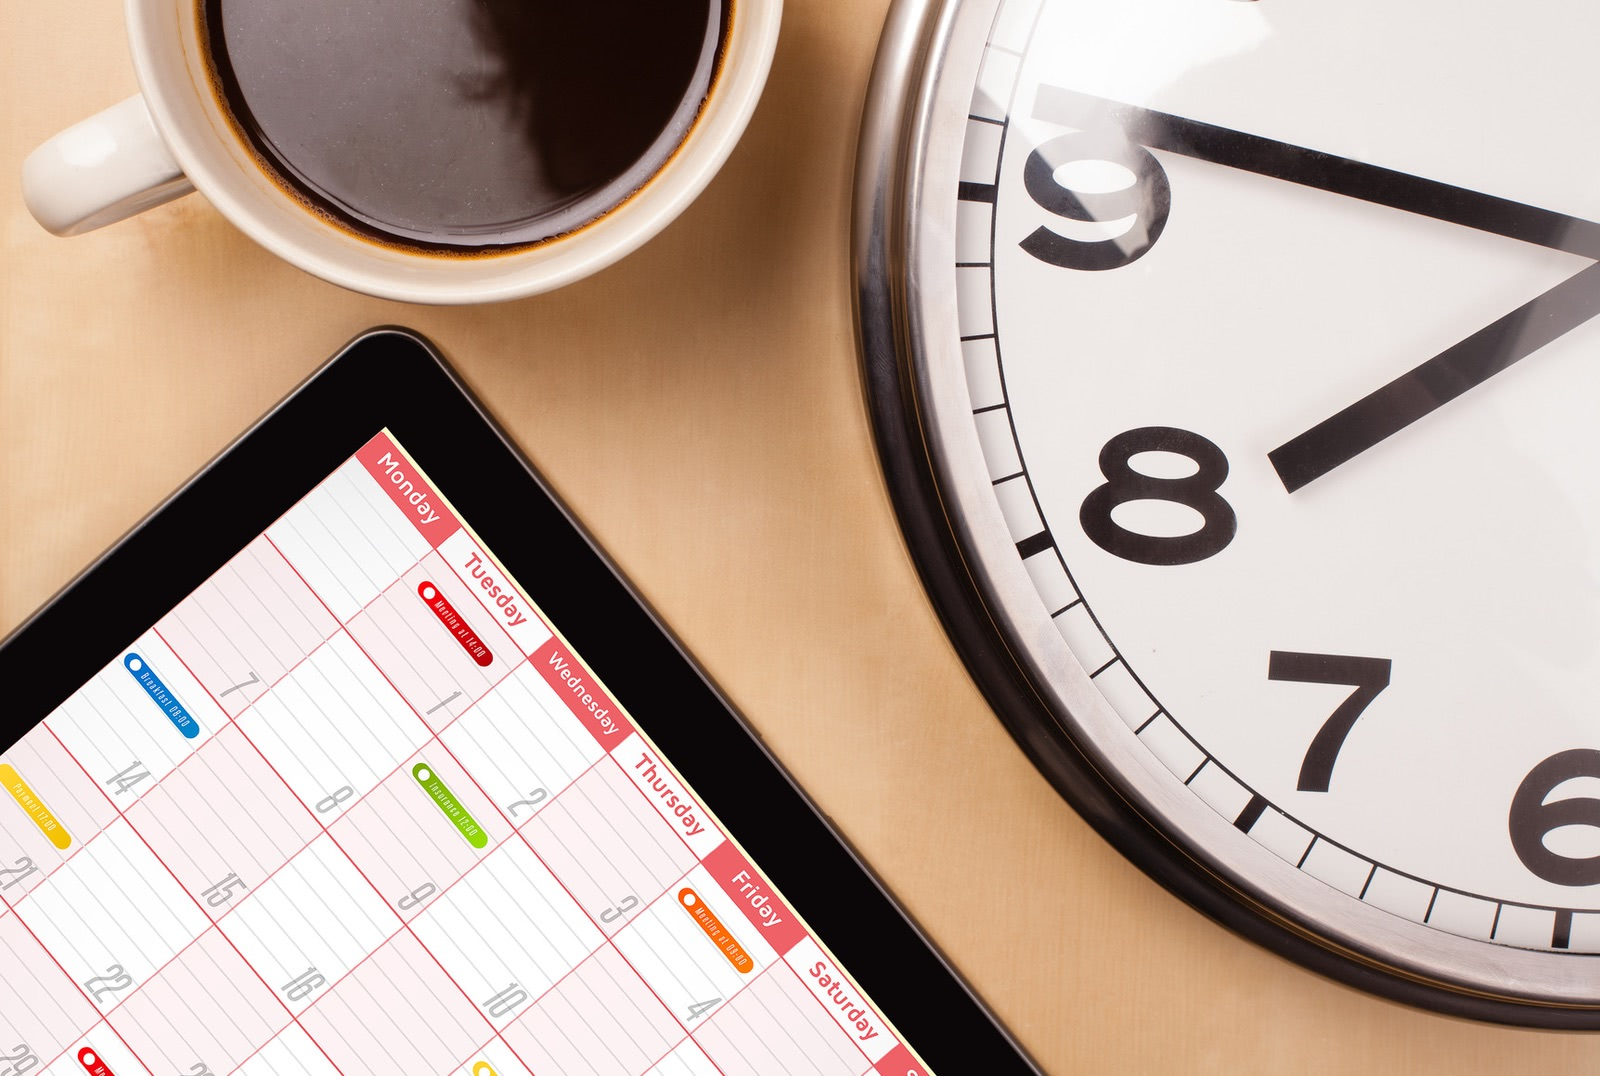 9
8
7
6
Monday
Tuesday
Wednesday
Thursday
Friday
Saturday
Meeting at 14:00
1
2
3
Meeting at 08:00
4
7
8
Insurance 12:00
9
10
Breakfast 08:00
14
15
16
Payment 17:00
21
22
29